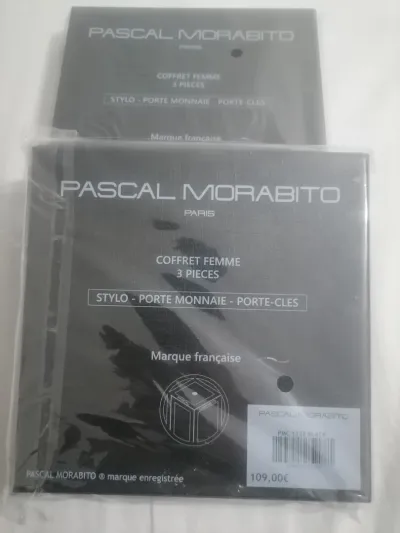 PASCAL MORABITO
PARIS
COFFRET FEMME
3 PIECES
STYLO - PORTE MONNAIE - PORTE-CLES
Marque française
PASCAL MORABITO
PARIS
COFFRET FEMME
3 PIECES
STYLO - PORTE MONNAIE - PORTE-CLES
Marque française
PASCAL MORABITO
109,00€
PASCAL MORABITO ® marque enregistrée